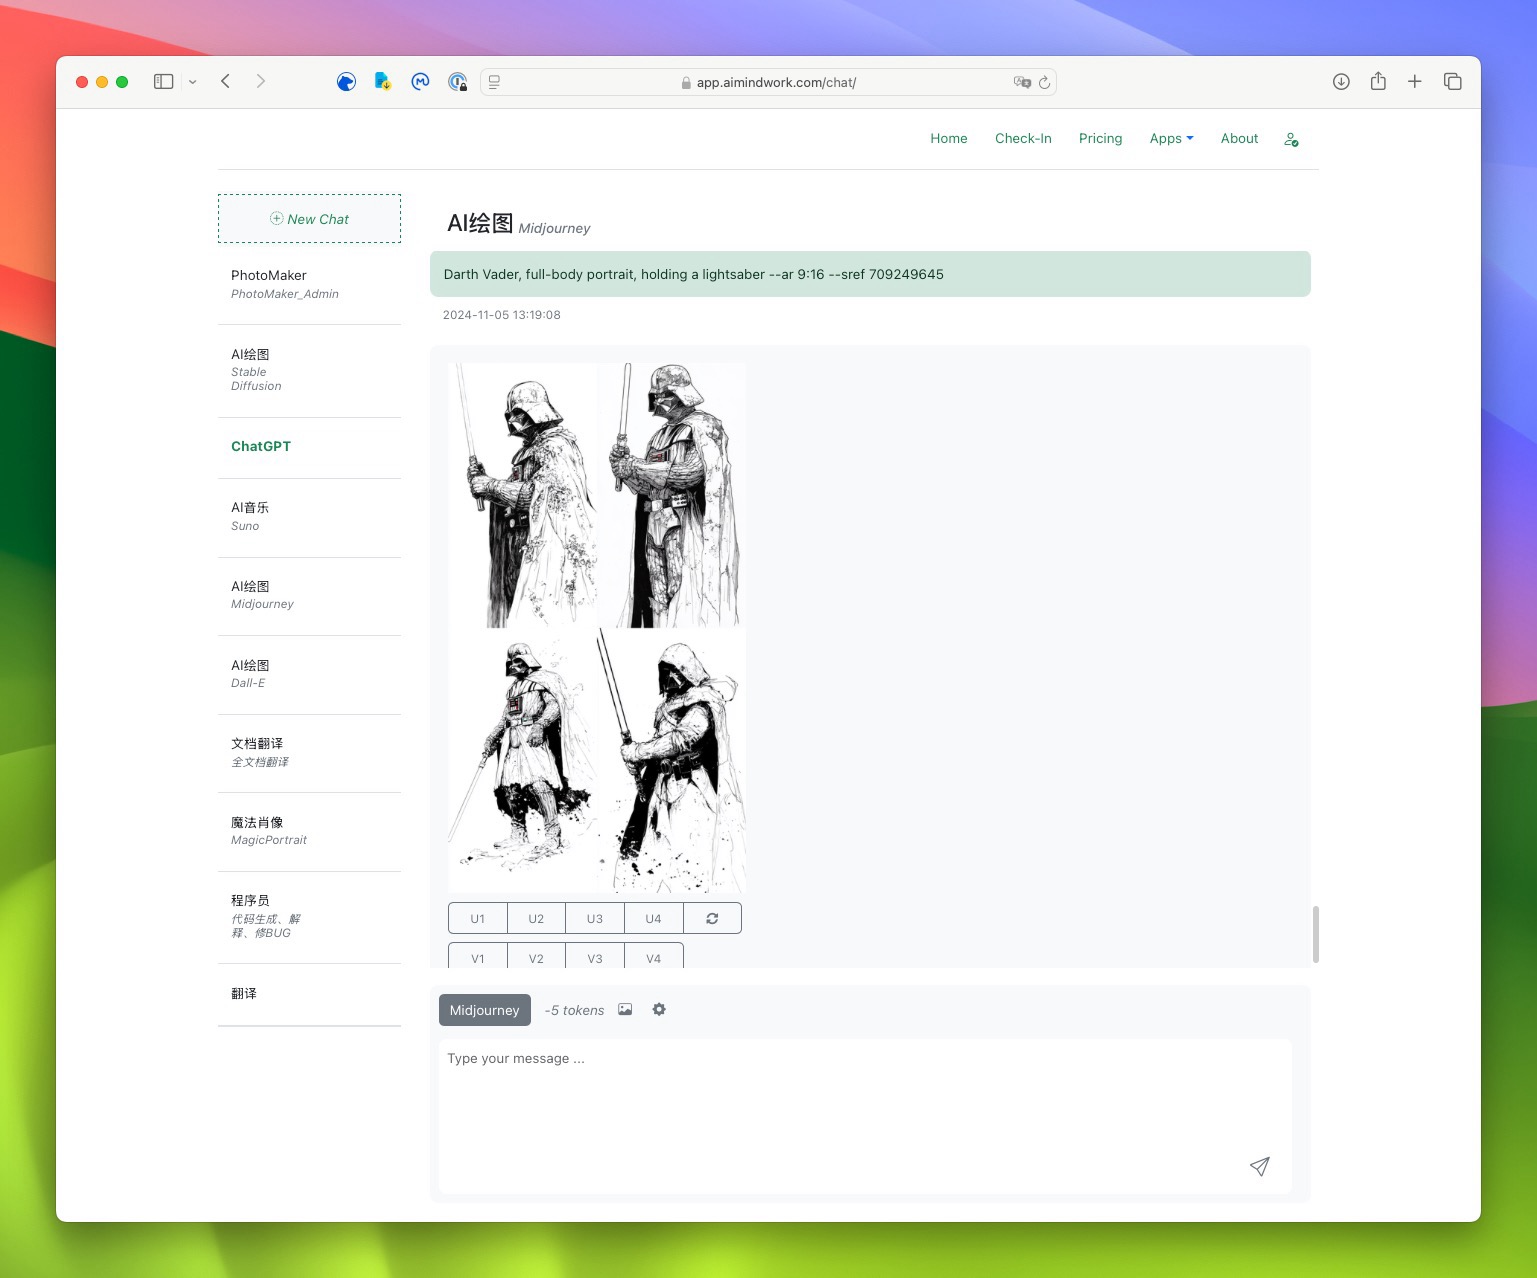 app.aimindwork.com/chat/
Home Check-In Pricing Apps About
New Chat
PhotoMaker
PhotoMaker_Admin
AI绘图
Stable
Diffusion
ChatGPT
AI音乐
Suno
AI绘图
Midjourney
AI绘图
Dall-E
文档翻译
全文档翻译
魔法肖像
MagicPortrait
程序员
代码生成、解
释、修BUG
翻译
AI绘图 Midjourney
Darth Vader, full-body portrait, holding a lightsaber --ar 9:16 --sref 709249645
2024-11-05 13:19:08
U1 U2 U3 U4
V1 V2 V3 V4
Midjourney -5 tokens
Type your message ...